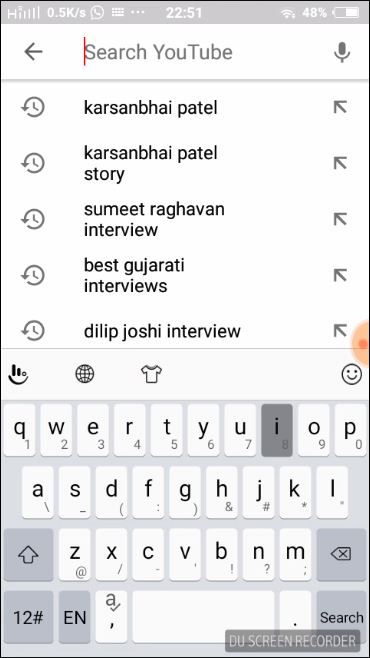 0.5K/s ... 22:51 48%
Search YouTube
karsanbhai patel
karsanbhai patel
story
sumeet raghavan
interview
best gujarati
interviews
dilip joshi interview
q w e r t y u i o p
1 2 3 4 5 6 7 8 9 0
a s d f g h j k l
\ _ ( : ) & # * "
z x c v b n m
@ / - ' ! ? ;
12# EN a , . Search
DU SCREEN RECORDER